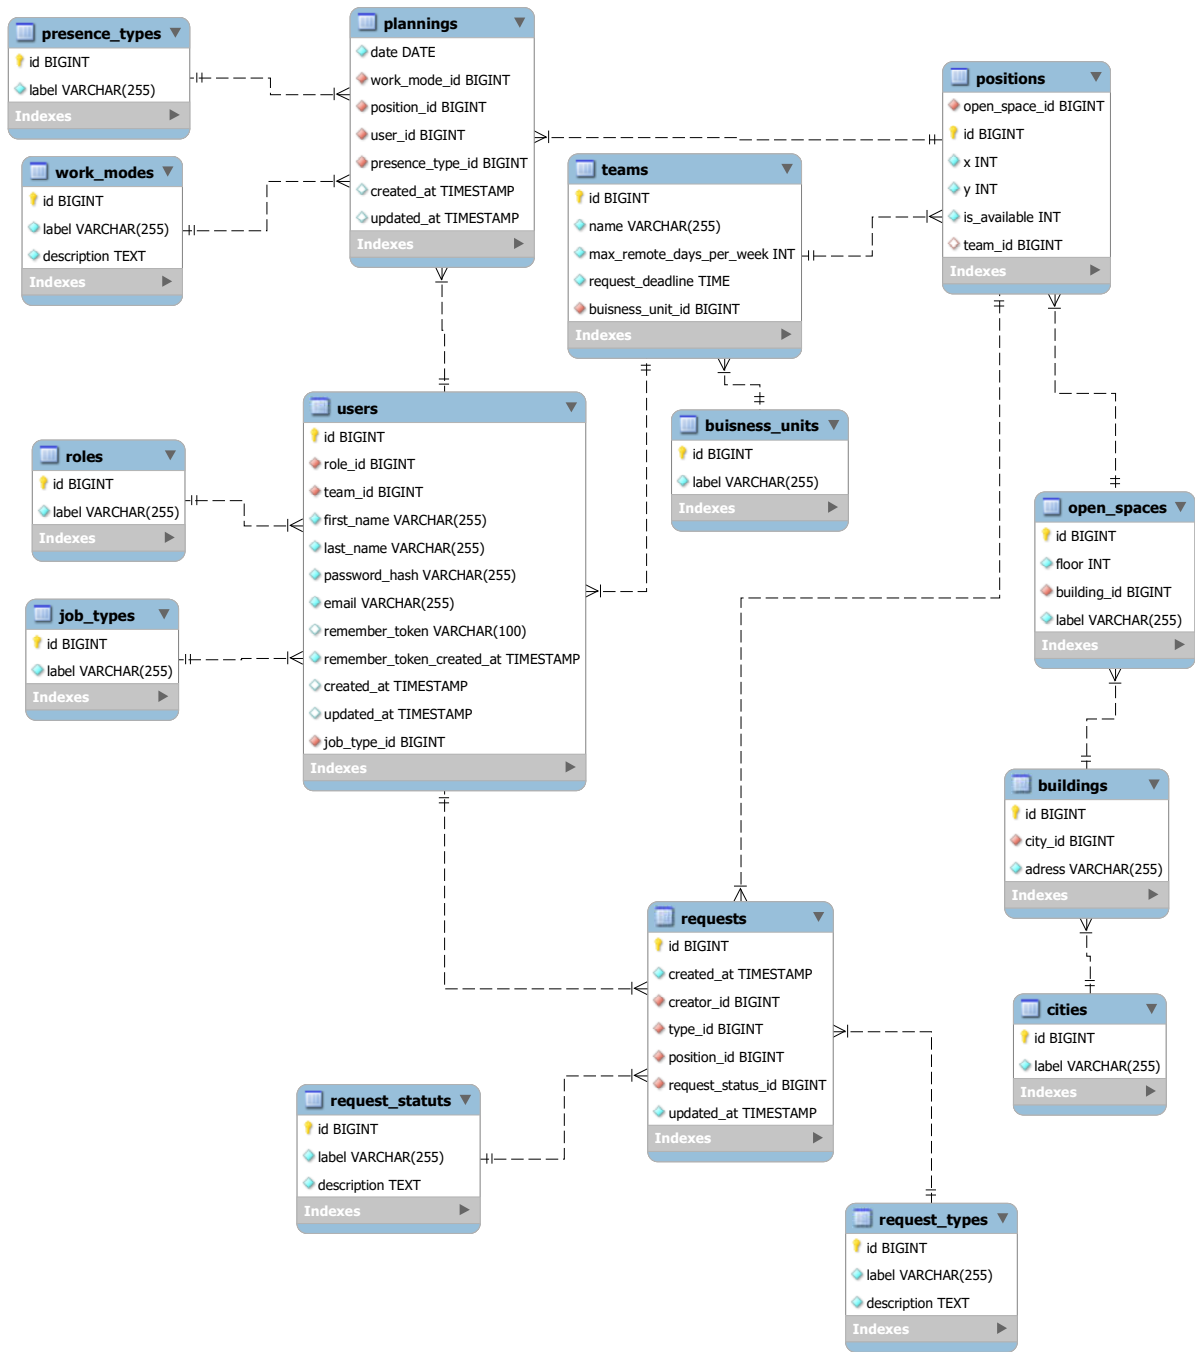 presence_types
id BIGINT
label VARCHAR(255)
Indexes
work_modes
id BIGINT
label VARCHAR(255)
description TEXT
Indexes
plannings
date DATE
work_mode_id BIGINT
position_id BIGINT
user_id BIGINT
presence_type_id BIGINT
created_at TIMESTAMP
updated_at TIMESTAMP
Indexes
teams
id BIGINT
name VARCHAR(255)
max_remote_days_per_week INT
request_deadline TIME
buisness_unit_id BIGINT
Indexes
positions
open_space_id BIGINT
id BIGINT
x INT
y INT
is_available INT
team_id BIGINT
Indexes
users
id BIGINT
role_id BIGINT
team_id BIGINT
first_name VARCHAR(255)
last_name VARCHAR(255)
password_hash VARCHAR(255)
email VARCHAR(255)
remember_token VARCHAR(100)
remember_token_created_at TIMESTAMP
created_at TIMESTAMP
updated_at TIMESTAMP
job_type_id BIGINT
Indexes
buisness_units
id BIGINT
label VARCHAR(255)
Indexes
roles
id BIGINT
label VARCHAR(255)
Indexes
job_types
id BIGINT
label VARCHAR(255)
Indexes
open_spaces
id BIGINT
floor INT
building_id BIGINT
label VARCHAR(255)
Indexes
buildings
id BIGINT
city_id BIGINT
adress VARCHAR(255)
Indexes
cities
id BIGINT
label VARCHAR(255)
Indexes
requests
id BIGINT
created_at TIMESTAMP
creator_id BIGINT
type_id BIGINT
position_id BIGINT
request_status_id BIGINT
updated_at TIMESTAMP
Indexes
request_statuts
id BIGINT
label VARCHAR(255)
description TEXT
Indexes
request_types
id BIGINT
label VARCHAR(255)
description TEXT
Indexes